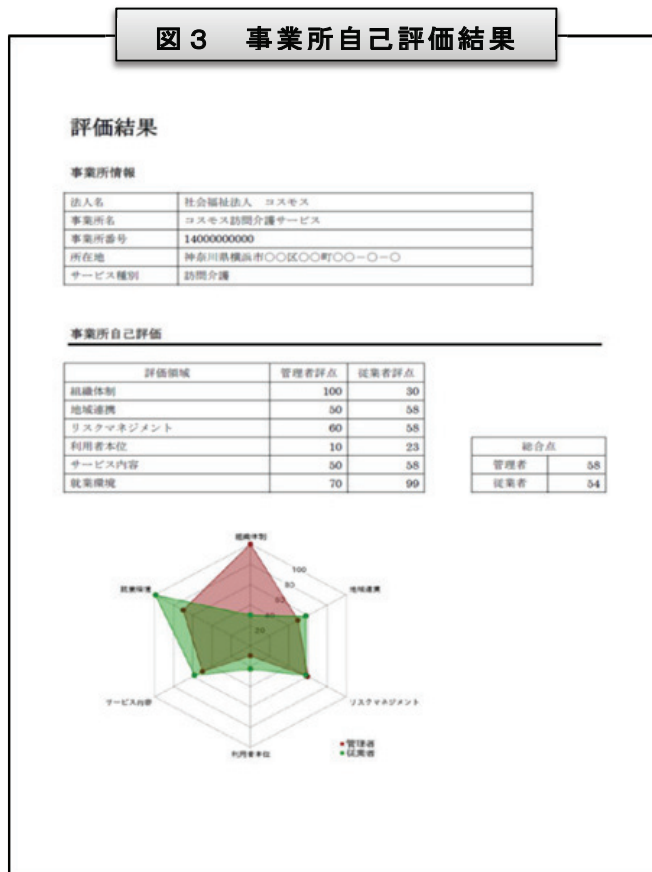 図３　事業所自己評価結果
評価結果
事業所情報
法人名 社会福祉法人　コスモス
事業所名 コスモス訪問介護サービス
事業所番号 14000000000
所在地 神奈川県横浜市〇〇区〇〇町〇〇－〇－〇
サービス種別 訪問介護
事業所自己評価
評価領域 管理者評点 従業者評点
組織体制 100 30
地域連携 50 58
リスクマネジメント 60 58
利用者本位 10 23
サービス内容 50 58
就業環境 70 99
総合点
管理者 58
従業者 54
組織体制
100
80
60
40
20
就業環境
地域連携
サービス内容
リスクマネジメント
利用者本位
管理者
従業者